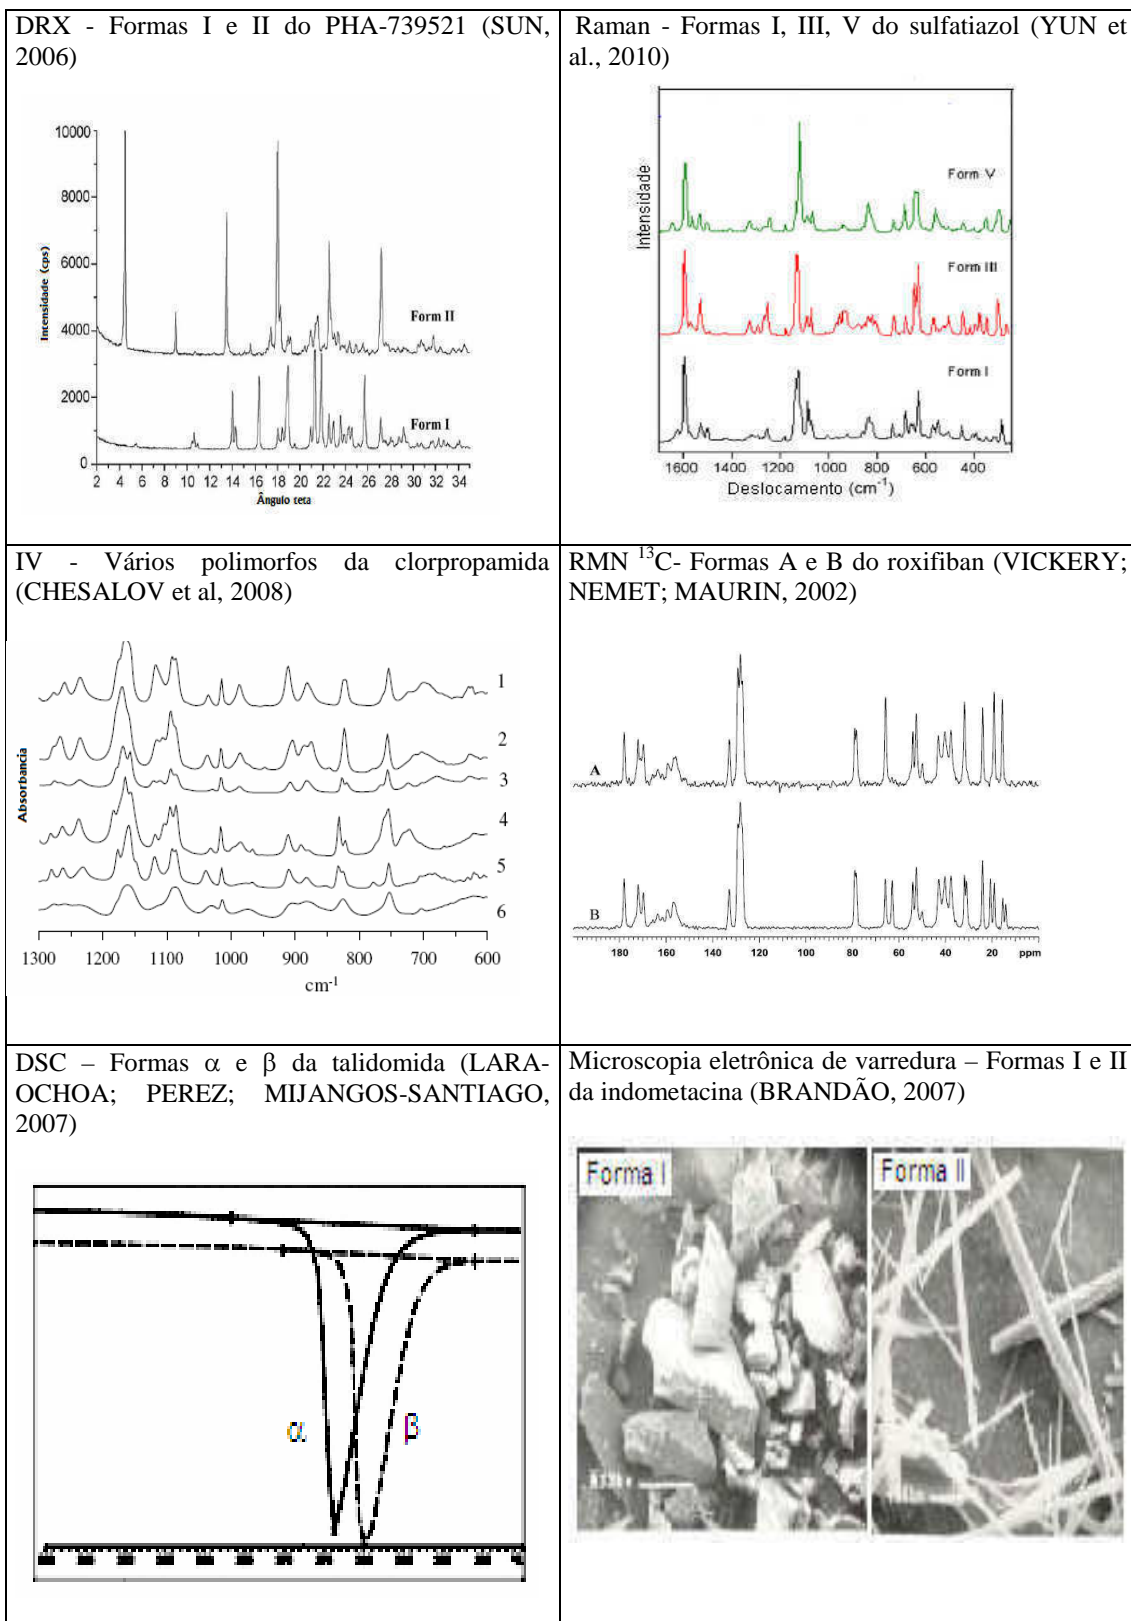 DRX - Formas I e II do PHA-739521 (SUN,
2006)
10000
8000
6000
4000
2000
0
Intensidade (cps)
Form II
Form I
2 4 6 8 10 12 14 16 18 20 22 24 26 28 30 32 34
Ângulo teta
Raman - Formas I, III, V do sulfatiazol (YUN et
al., 2010)
Intensidade
Form V
Form III
Form I
1600 1400 1200 1000 800 600 400
Deslocamento (cm-1)
IV - Vários polimorfos da clorpropamida
(CHESALOV et al, 2008)
Absorbancia
1
2
3
4
5
6
1300 1200 1100 1000 900 800 700 600
cm-1
RMN 13C- Formas A e B do roxifiban (VICKERY;
NEMET; MAURIN, 2002)
A
B
180 160 140 120 100 80 60 40 20 ppm
DSC – Formas α e β da talidomida (LARA-
OCHOA; PEREZ; MIJANGOS-SANTIAGO,
2007)
α
β
Microscopia eletrônica de varredura – Formas I e II
da indometacina (BRANDÃO, 2007)
Forma I
Forma II